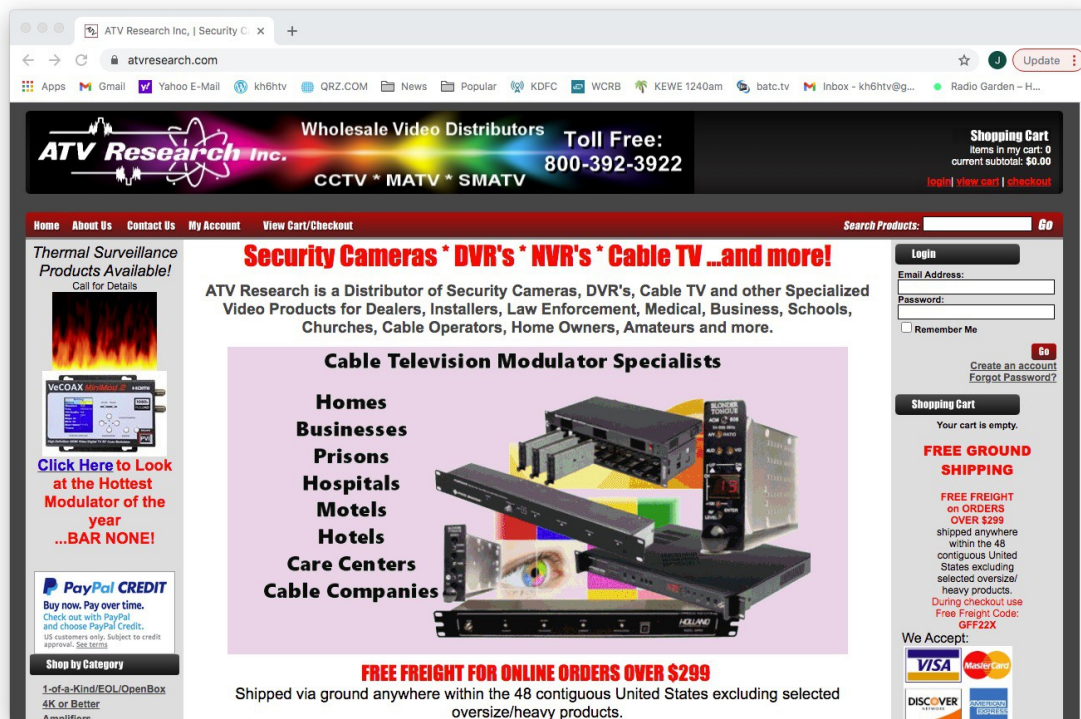 ATV Research Inc, | Security C
atvresearch.com
J
Update
Apps
Gmail
Yahoo E-Mail
kh6htv
QRZ.COM
News
Popular
KDFC
WCRB
KEWE 1240am
batc.tv
Inbox - kh6htv@g...
Radio Garden – H...
ATV Research Inc.
Wholesale Video Distributors
CCTV * MATV * SMATV
Toll Free:
800-392-3922
Shopping Cart
items in my cart: 0
current subtotal: $0.00
login| view cart | checkout
Home About Us Contact Us My Account View Cart/Checkout
Search Products: Go
Thermal Surveillance
Products Available!
Call for Details
VeCOAX MiniMod 2
PVI
Click Here to Look
at the Hottest
Modulator of the
year
...BAR NONE!
PayPal CREDIT
Buy now. Pay over time.
Check out with PayPal
and choose PayPal Credit.
US customers only. Subject to credit
approval. See terms
Shop by Category
1-of-a-Kind/EOL/OpenBox
4K or Better
Amplifiers
Security Cameras * DVR's * NVR's * Cable TV ...and more!
ATV Research is a Distributor of Security Cameras, DVR's, Cable TV and other Specialized
Video Products for Dealers, Installers, Law Enforcement, Medical, Business, Schools,
Churches, Cable Operators, Home Owners, Amateurs and more.
Cable Television Modulator Specialists
Homes
Businesses
Prisons
Hospitals
Motels
Hotels
Care Centers
Cable Companies
BLONDER
TONGUE
HOLLAND
FREE FREIGHT FOR ONLINE ORDERS OVER $299
Shipped via ground anywhere within the 48 contiguous United States excluding selected
oversize/heavy products.
Login
Email Address:
Password:
Remember Me
Go
Create an account
Forgot Password?
Shopping Cart
Your cart is empty.
FREE GROUND
SHIPPING
FREE FREIGHT
on ORDERS
OVER $299
shipped anywhere
within the 48
contiguous United
States excluding
selected oversize/
heavy products.
During checkout use
Free Freight Code:
GFF22X
We Accept:
VISA
MasterCard
DISCOVER
NETWORK
AMERICAN
EXPRESS